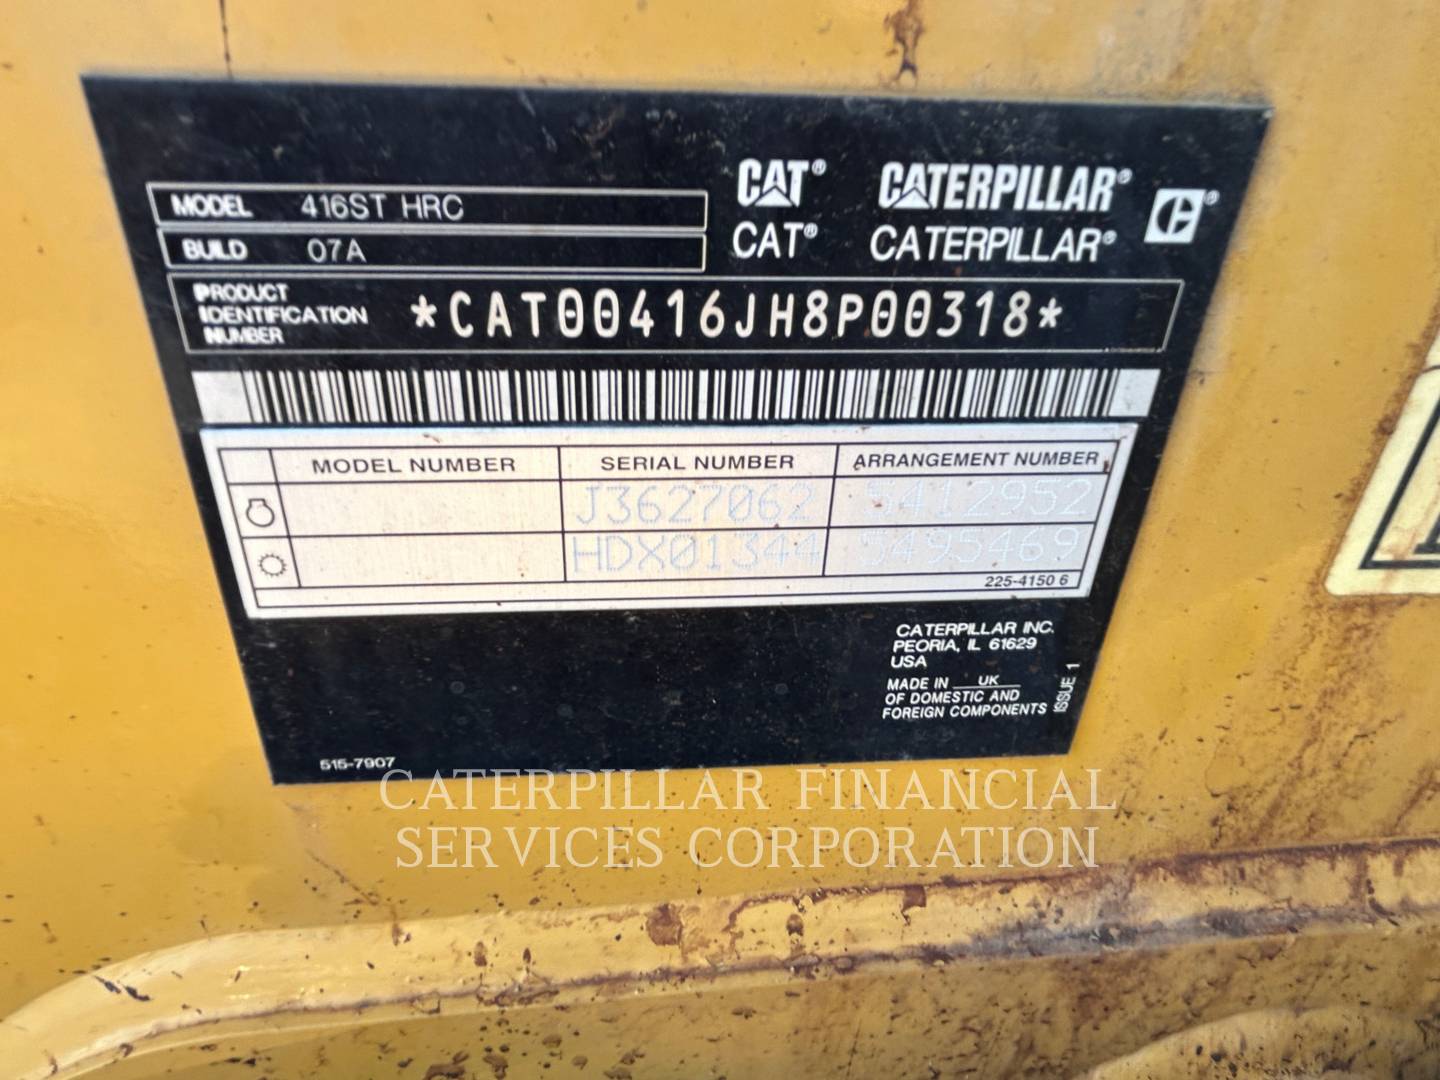 MODEL 416ST HRC
BUILD 07A
CAT® CATERPILLAR®
CAT® CATERPILLAR®
PRODUCT
IDENTIFICATION
NUMBER
*CAT00416JH8P00318*
MODEL NUMBER SERIAL NUMBER ARRANGEMENT NUMBER
J3627062 5412952
HDX01344 5495469
225-4150 6
CATERPILLAR INC.
PEORIA, IL 61629
USA
MADE IN UK
OF DOMESTIC AND
FOREIGN COMPONENTS
ISSUE 1
515-7907
CATERPILLAR FINANCIAL
SERVICES CORPORATION